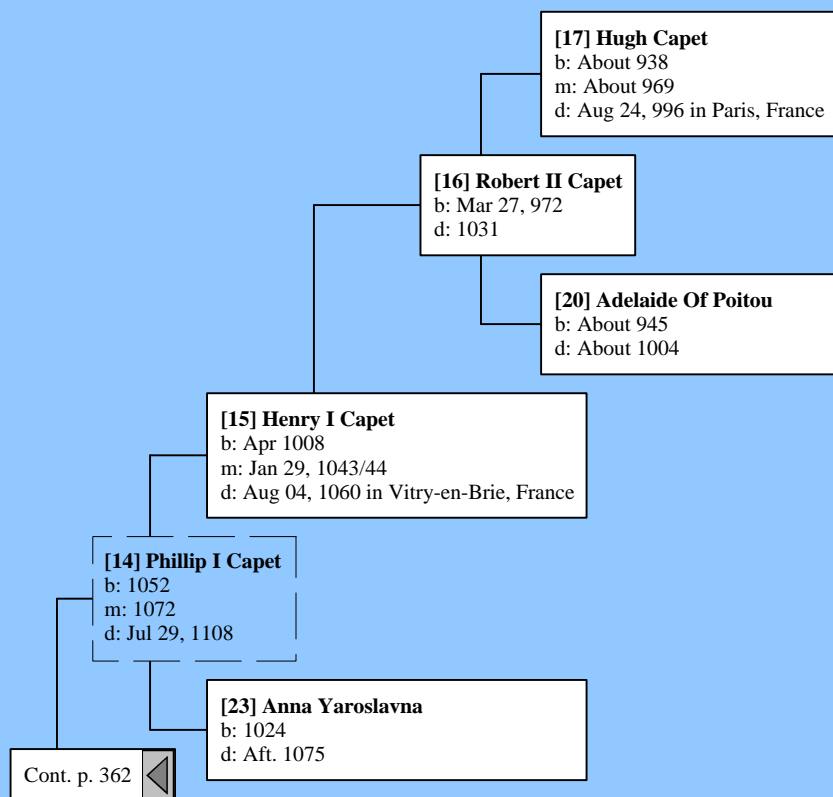 [17] Hugh Capet
b: About 938
m: About 969
d: Aug 24, 996 in Paris, France
[16] Robert II Capet
b: Mar 27, 972
d: 1031
[20] Adelaide Of Poitou
b: About 945
d: About 1004
[15] Henry I Capet
b: Apr 1008
m: Jan 29, 1043/44
d: Aug 04, 1060 in Vitry-en-Brie, France
[14] Phillip I Capet
b: 1052
m: 1072
d: Jul 29, 1108
[23] Anna Yaroslavna
b: 1024
d: Aft. 1075
Cont. p. 362